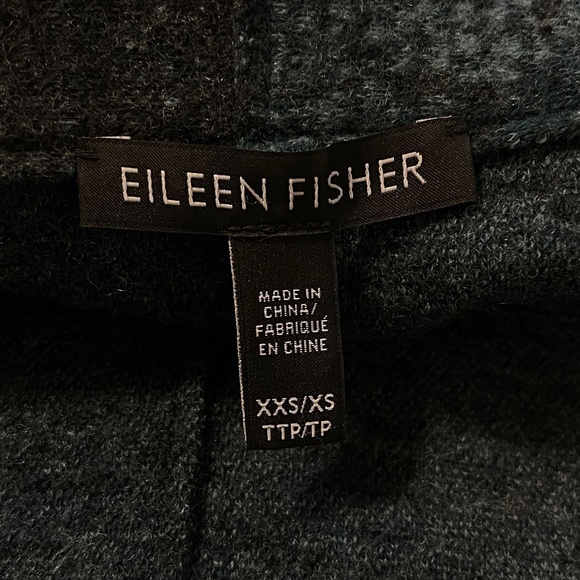 EILEEN FISHER
MADE IN
CHINA/
FABRIQUÉ
EN CHINE
XXS/XS
TTP/TP